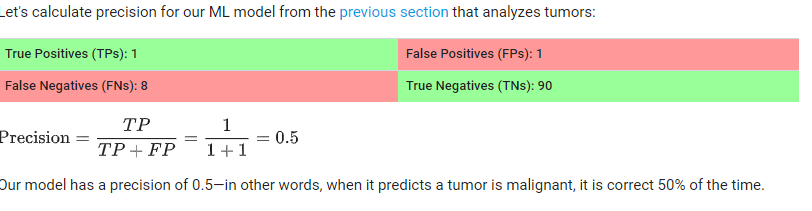 Let's calculate precision for our ML model from the previous section that analyzes tumors:
True Positives (TPs): 1 False Positives (FPs): 1
False Negatives (FNs): 8 True Negatives (TNs): 90
Precision = TP / (TP + FP) = 1 / (1 + 1) = 0.5
Our model has a precision of 0.5—in other words, when it predicts a tumor is malignant, it is correct 50% of the time.